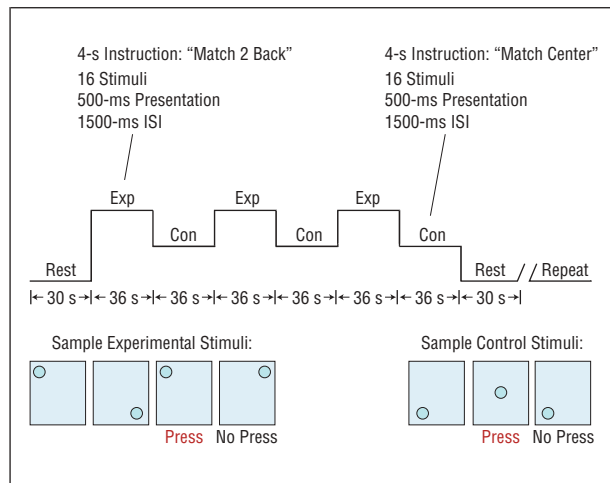 4-s Instruction: “Match 2 Back”
16 Stimuli
500-ms Presentation
1500-ms ISI
4-s Instruction: “Match Center”
16 Stimuli
500-ms Presentation
1500-ms ISI
Exp Exp Exp
Con Con Con
Rest Rest Repeat
30 s 36 s 36 s 36 s 36 s 36 s 36 s 30 s
Sample Experimental Stimuli:
Press No Press
Sample Control Stimuli:
Press No Press